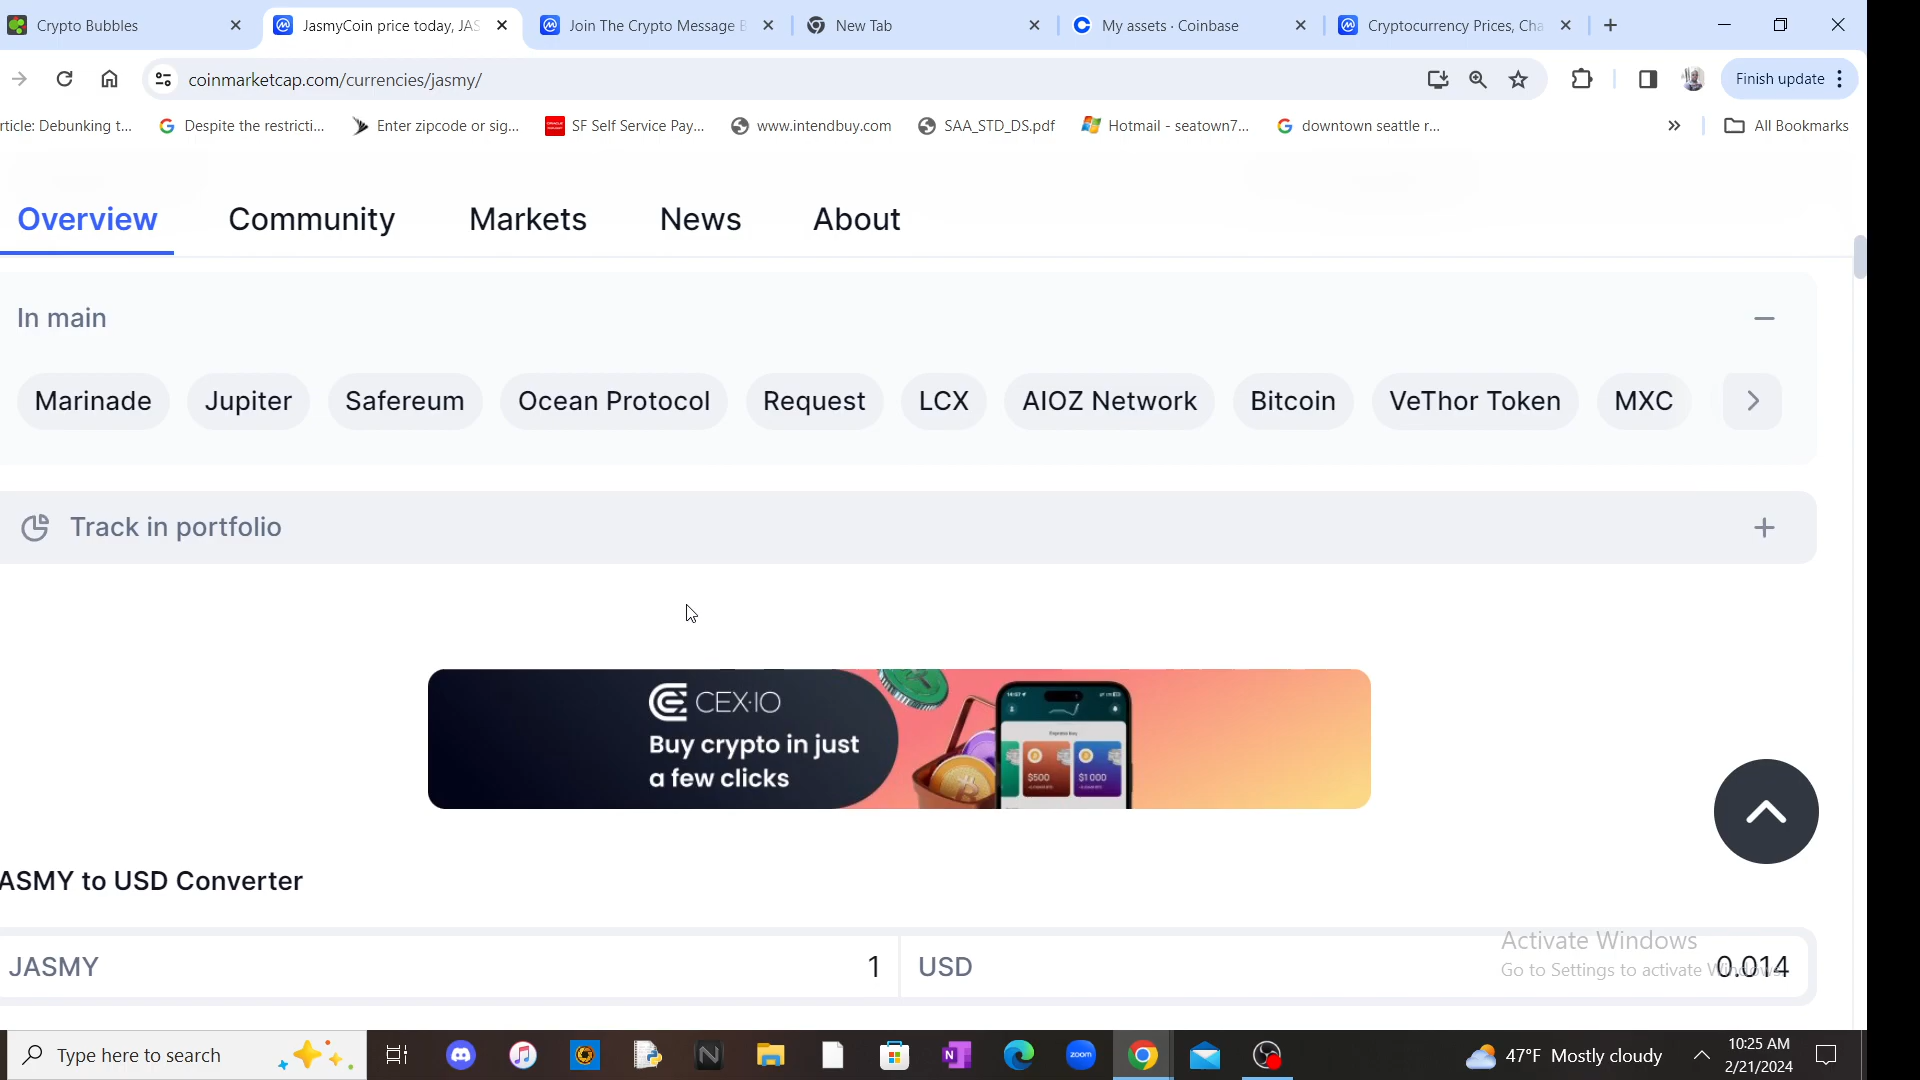 Crypto Bubbles
JasmyCoin price today, JAS
Join The Crypto Message B
New Tab
My assets · Coinbase
Cryptocurrency Prices, Cha
coinmarketcap.com/currencies/jasmy/
Finish update
rticle: Debunking t...
Despite the restricti...
Enter zipcode or sig...
SF Self Service Pay...
www.intendbuy.com
SAA_STD_DS.pdf
Hotmail - seatown7...
downtown seattle r...
All Bookmarks
Overview
Community
Markets
News
About
In main
Marinade
Jupiter
Safereum
Ocean Protocol
Request
LCX
AIOZ Network
Bitcoin
VeThor Token
MXC
Track in portfolio
CEX·IO
Buy crypto in just
a few clicks
$500
$1 000
ASMY to USD Converter
JASMY
1
USD
0.014
Activate Windows
Go to Settings to activate Windows.
Type here to search
zoom
47°F Mostly cloudy
10:25 AM
2/21/2024